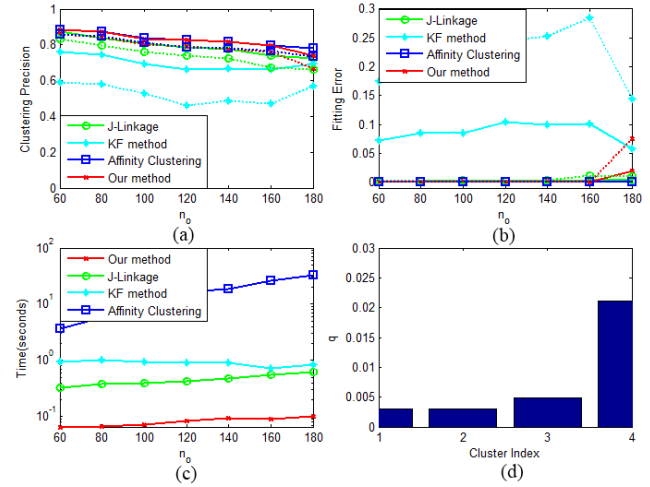 1
0.8
0.6
0.4
0.2
0
Clustering Precision
J-Linkage
KF method
Affinity Clustering
Our method
60 80 100 120 140 160 180
n_o
(a)
0.3
0.25
0.2
0.15
0.1
0.05
0
Fitting Error
J-Linkage
KF method
Affinity Clustering
Our method
60 80 100 120 140 160 180
n_o
(b)
10^2
10^1
10^0
10^-1
Time(seconds)
Our method
J-Linkage
KF method
Affinity Clustering
60 80 100 120 140 160 180
n_o
(c)
0.03
0.025
0.02
0.015
0.01
0.005
0
q
1 2 3 4
Cluster Index
(d)